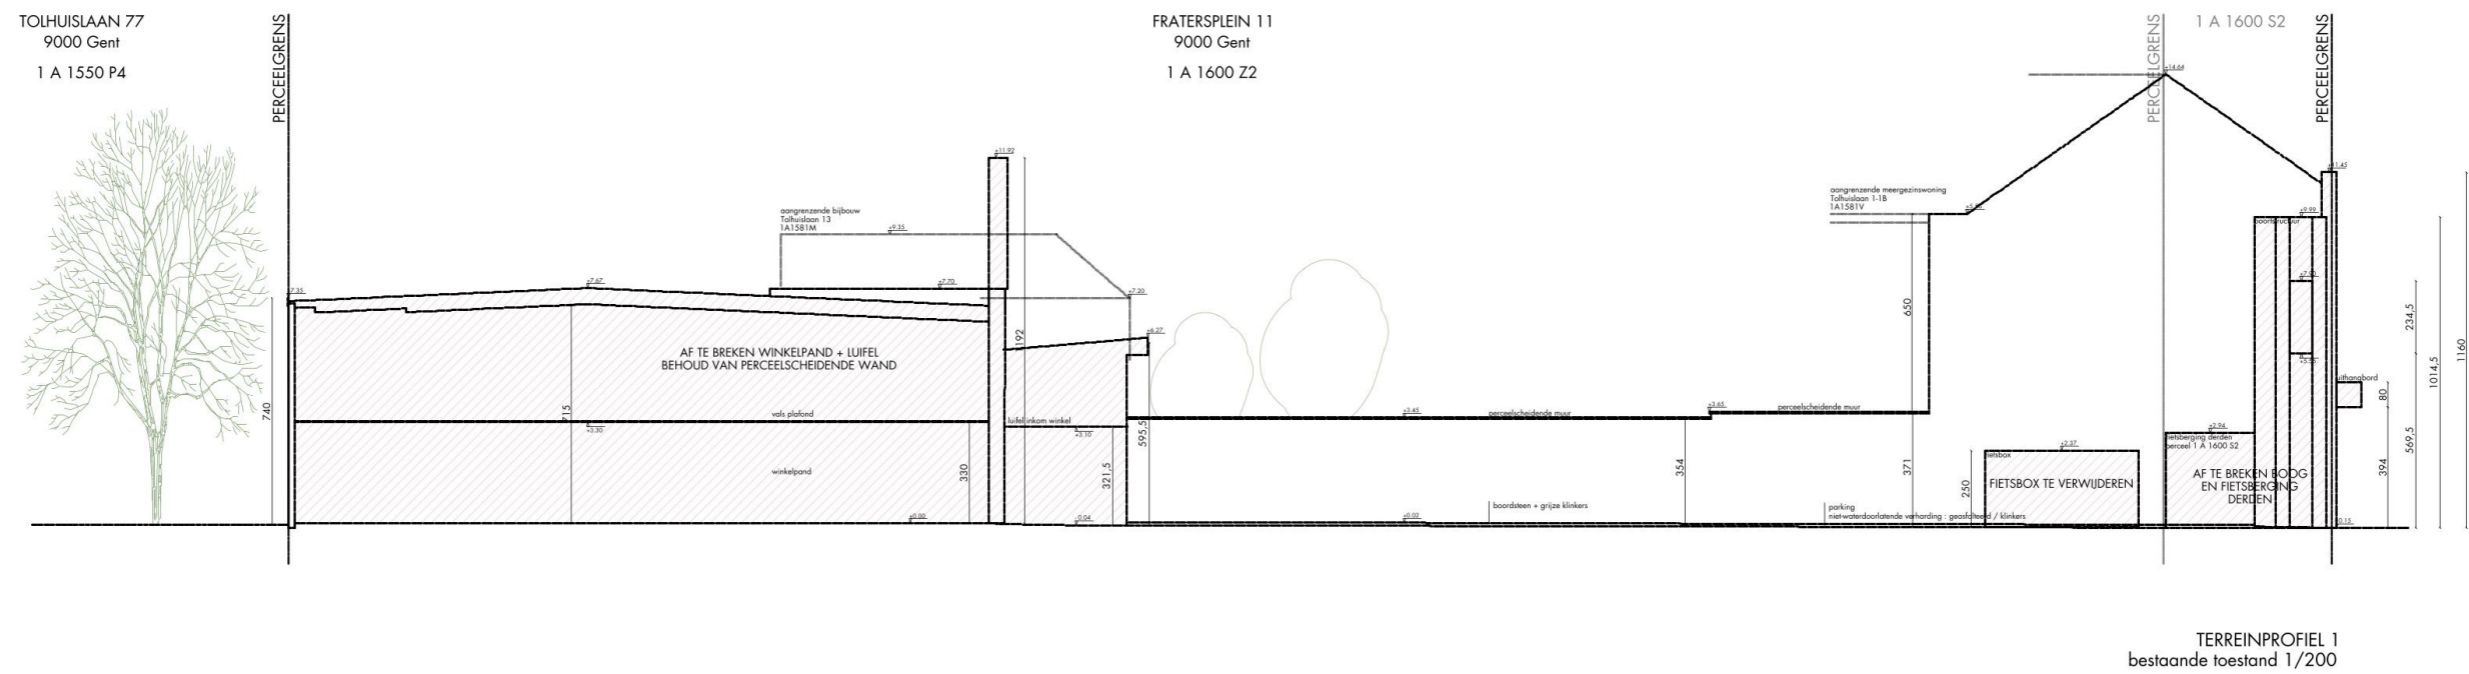 TOLHUISLAAN 77
9000 Gent
1 A 1550 P4
PERCEELGRENS
FRATERSPLEIN 11
9000 Gent
1 A 1600 Z2
PERCEELGRENS
1 A 1600 S2
PERCEELGRENS
+14.64
+11.92
+11.45
aangrenzende meergezinswoning
Tolhuislaan 1-1B
1A1581V
aangrenzende bijbouw
Tolhuislaan 13
1A1581M
+9.35
+9.99
+7.35
+7.67
+7.70
+7.20
+6.27
650
234,5
1160
1014,5
AF TE BREKEN WINKELPAND + LUIFEL
BEHOUD VAN PERCEELSCHEIDENDE WAND
uithangbord
80
740
715
vals plafond
+3.30
luifel inkom winkel
+3.10
595,5
+3.45
perceelscheidende muur
+3.65
perceelscheidende muur
569,5
394
+2.94
fietsberging derden
perceel 1 A 1600 S2
+2.37
fietsbox
winkelpand
330
321,5
354
371
250
FIETSBOX TE VERWIJDEREN
AF TE BREKEN BOOG
EN FIETSBERGING
DERDEN
boordsteen + grijze klinkers
parking
niet-waterdoorlatende verharding : geasfalteerd / klinkers
+0.00
-0.04
+0.02
TERREINPROFIEL 1
bestaande toestand 1/200